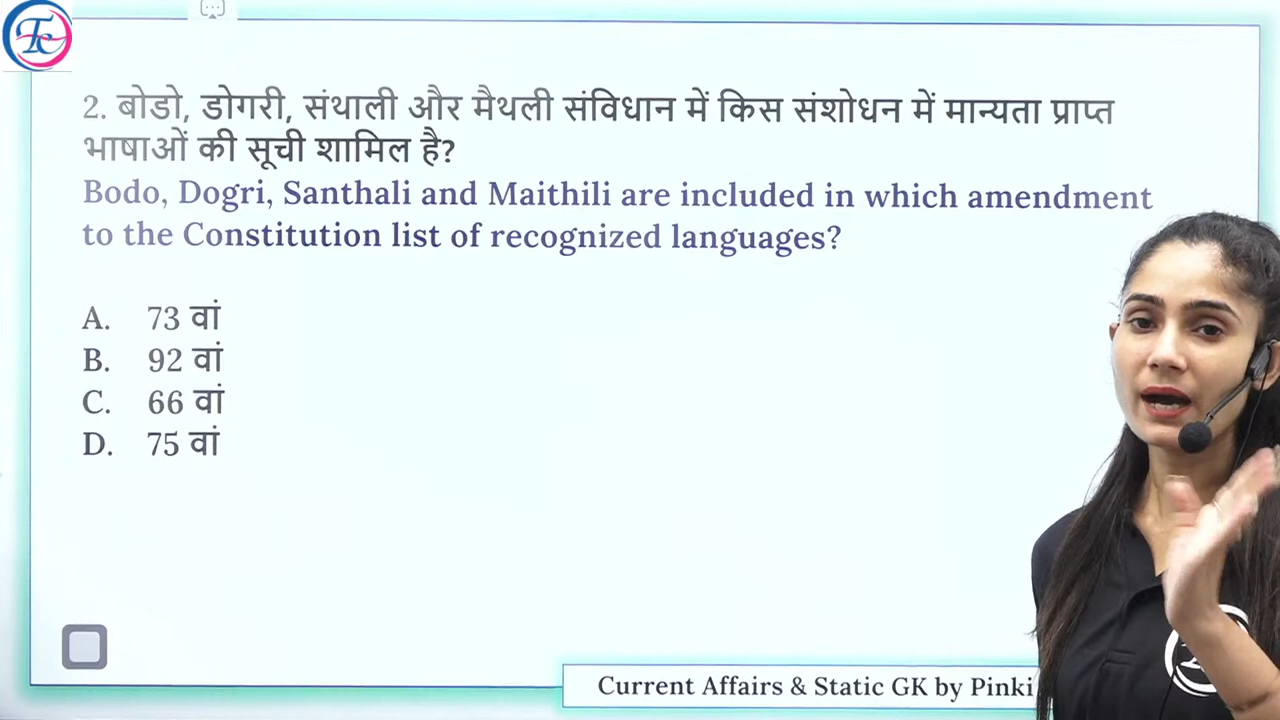 2. बोडो, डोगरी, संथाली और मैथली संविधान में किस संशोधन में मान्यता प्राप्त
भाषाओं की सूची शामिल है?
Bodo, Dogri, Santhali and Maithili are included in which amendment
to the Constitution list of recognized languages?
A. 73 वां
B. 92 वां
C. 66 वां
D. 75 वां
Current Affairs & Static GK by Pinki